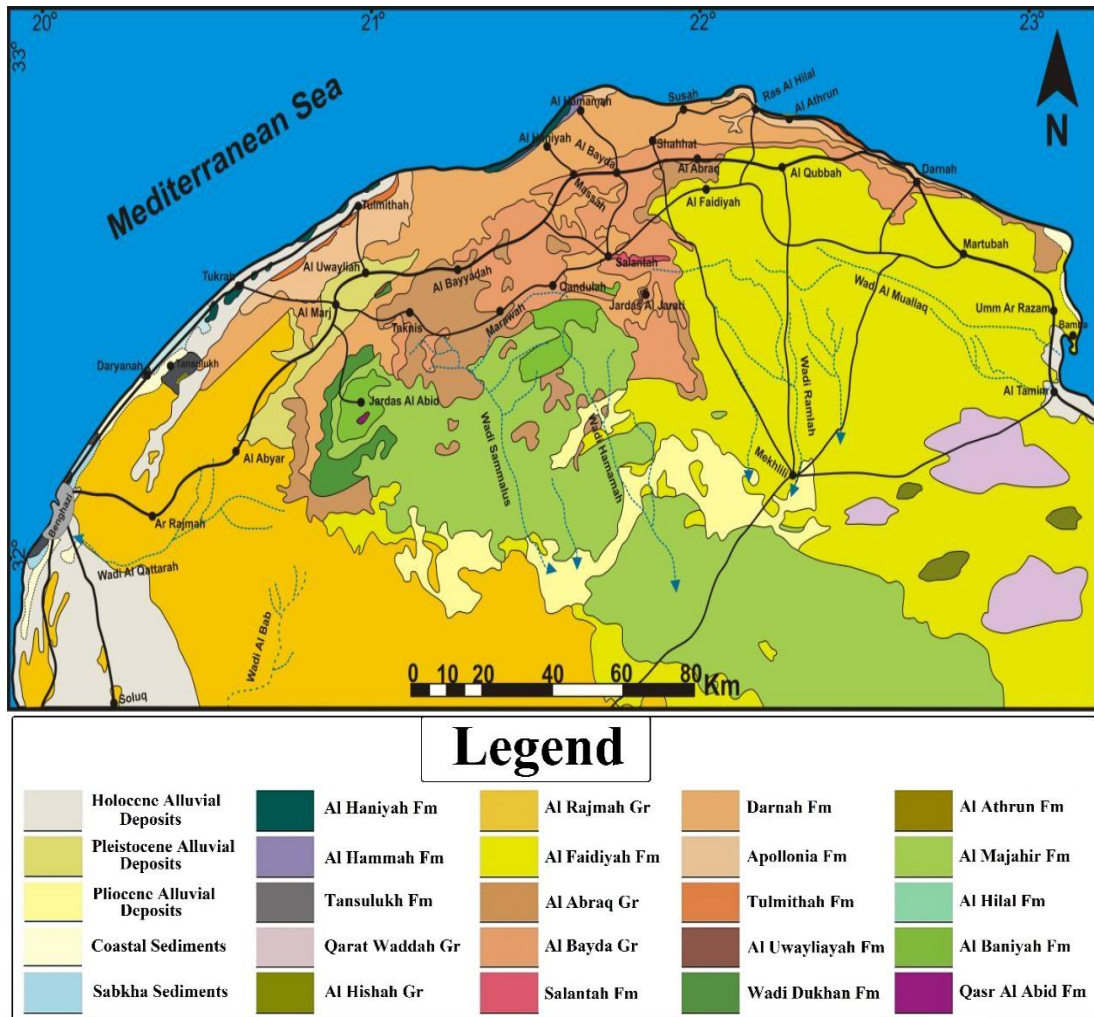 20°
21°
22°
23°
33°
N
Mediterranean Sea
Al Hamamah
Susah
Ras Al Hilal
Al Athrun
Al Haniyah
Al Bayda
Shahhat
Al Abraq
Al Qubbah
Darnah
Massah
Al Faidiyah
Tulmithah
Martubah
Al Uwayliah
Al Bayyadah
Salantah
Tukrah
Qandulah
Jardas Al Jarari
Wadi Al Muallaq
Umm Ar Razam
Al Marj
Taknis
Marawah
Bamba
Daryanah
Tansulukh
Jardas Al Abid
Wadi Ramlah
Al Tamimi
Wadi Sammalus
Wadi Hamamah
Al Abyar
Mekhlili
Benghazi
Ar Rajmah
32°
Wadi Al Qattarah
Wadi Al Bab
Soluq
0 10 20 40 60 80 Km
Legend
Holocene Alluvial
Deposits
Pleistocene Alluvial
Deposits
Pliocene Alluvial
Deposits
Coastal Sediments
Sabkha Sediments
Al Haniyah Fm
Al Hammah Fm
Tansulukh Fm
Qarat Waddah Gr
Al Hishah Gr
Al Rajmah Gr
Al Faidiyah Fm
Al Abraq Gr
Al Bayda Gr
Salantah Fm
Darnah Fm
Apollonia Fm
Tulmithah Fm
Al Uwayliayah Fm
Wadi Dukhan Fm
Al Athrun Fm
Al Majahir Fm
Al Hilal Fm
Al Baniyah Fm
Qasr Al Abid Fm